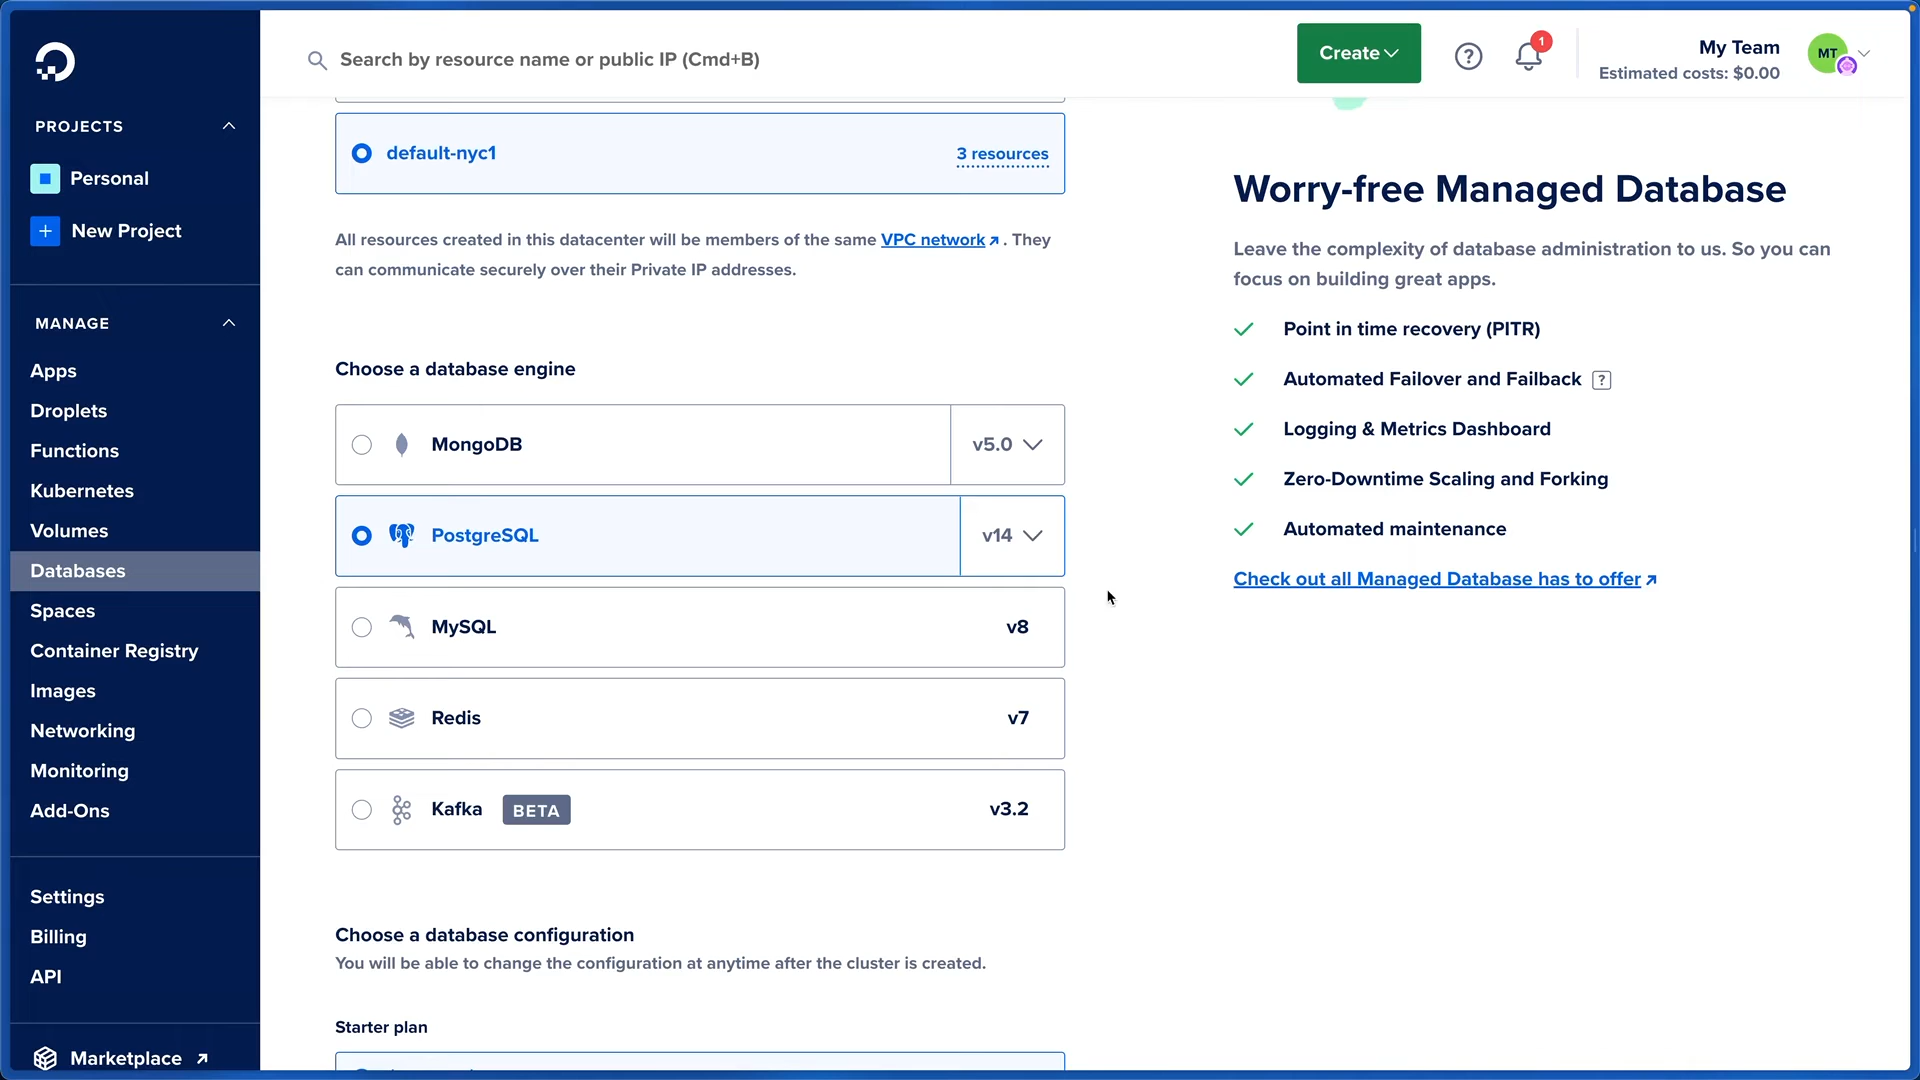 Search by resource name or public IP (Cmd+B)
Create
?
1
My Team
Estimated costs: $0.00
MT
PROJECTS
Personal
+ New Project
MANAGE
Apps
Droplets
Functions
Kubernetes
Volumes
Databases
Spaces
Container Registry
Images
Networking
Monitoring
Add-Ons
Settings
Billing
API
Marketplace
default-nyc1
3 resources
All resources created in this datacenter will be members of the same VPC network . They
can communicate securely over their Private IP addresses.
Choose a database engine
MongoDB
v5.0
PostgreSQL
v14
MySQL
v8
Redis
v7
Kafka BETA
v3.2
Choose a database configuration
You will be able to change the configuration at anytime after the cluster is created.
Starter plan
Worry-free Managed Database
Leave the complexity of database administration to us. So you can
focus on building great apps.
Point in time recovery (PITR)
Automated Failover and Failback ?
Logging & Metrics Dashboard
Zero-Downtime Scaling and Forking
Automated maintenance
Check out all Managed Database has to offer